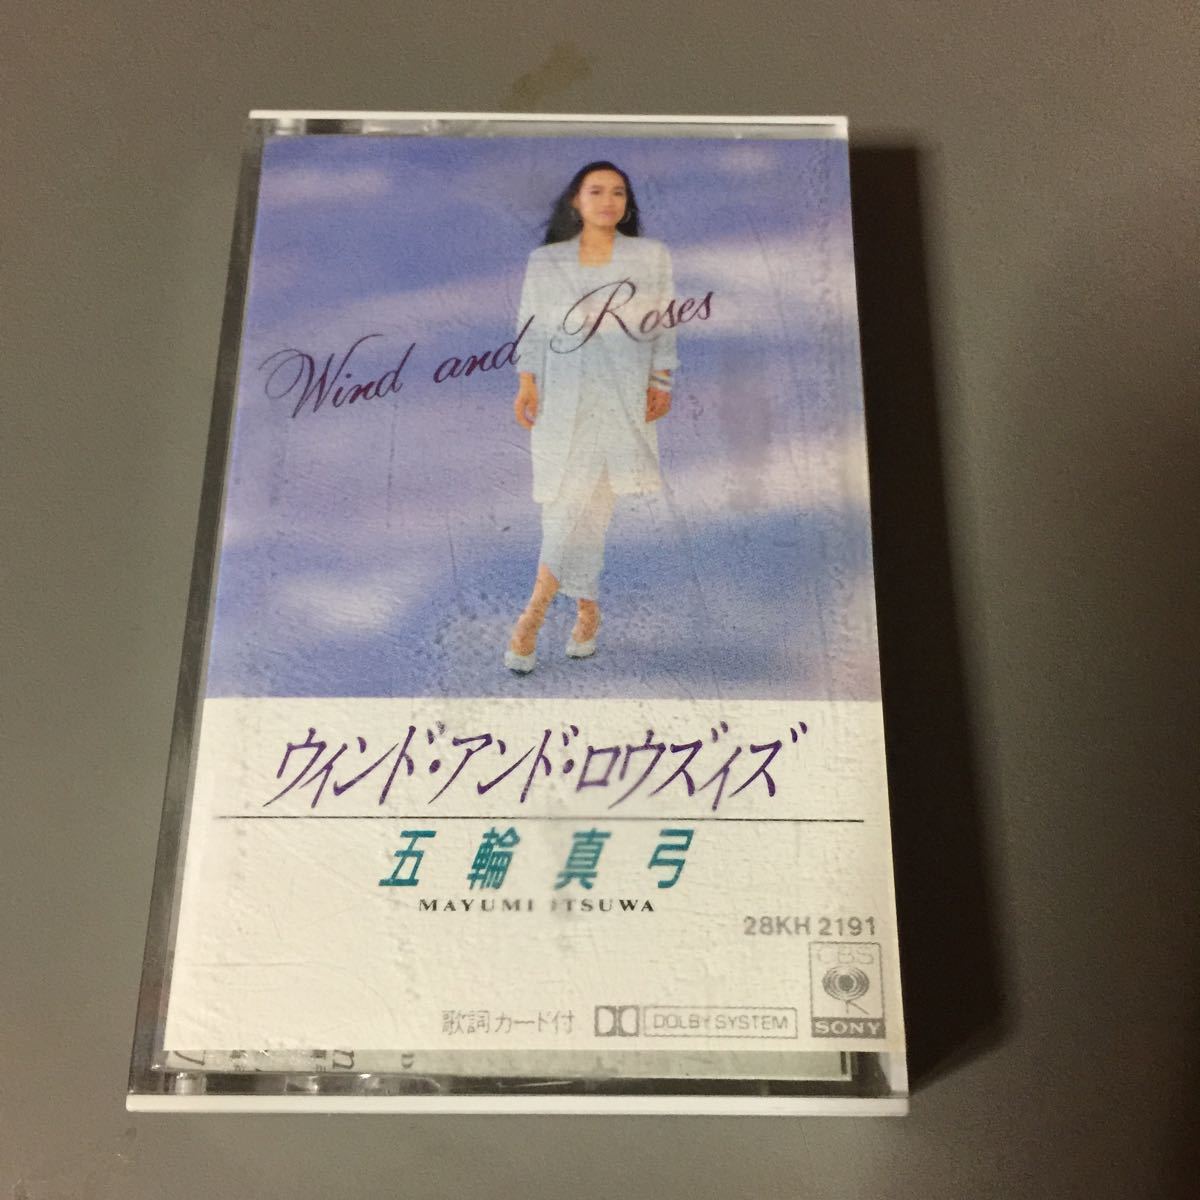 Wind and Roses
ウィンド・アンド・ロウズィズ
五輪真弓
MAYUMI ITSUWA
28KH 2191
CBS
SONY
歌詞カード付 DOLBY SYSTEM